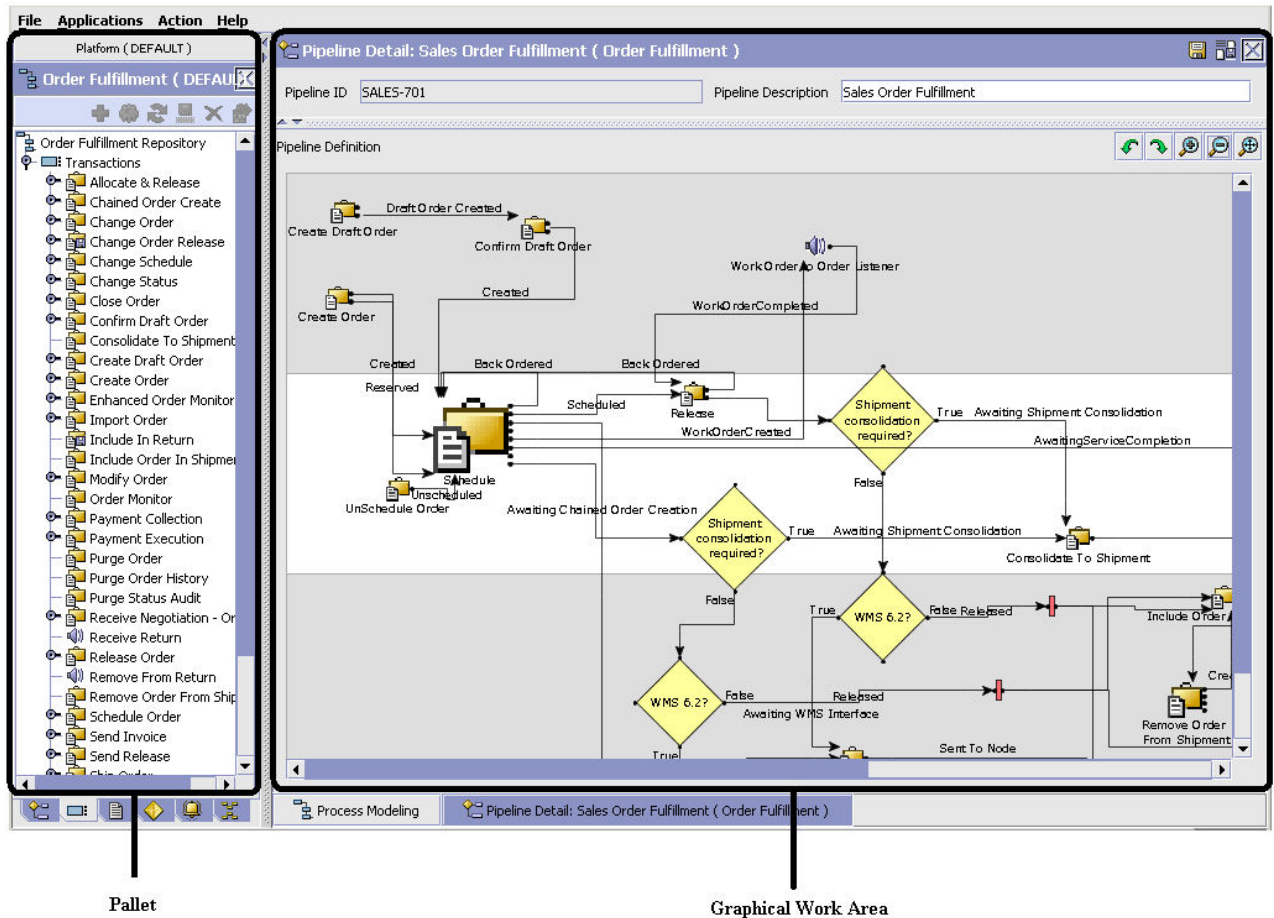 File Applications Action Help
Platform ( DEFAULT )
Order Fulfillment ( DEFAUL
Order Fulfillment Repository
Transactions
Allocate & Release
Chained Order Create
Change Order
Change Order Release
Change Schedule
Change Status
Close Order
Confirm Draft Order
Consolidate To Shipment
Create Draft Order
Create Order
Enhanced Order Monitor
Import Order
Include In Return
Include Order In Shipme
Modify Order
Order Monitor
Payment Collection
Payment Execution
Purge Order
Purge Order History
Purge Status Audit
Receive Negotiation - Or
Receive Return
Release Order
Remove From Return
Remove Order From Ship
Schedule Order
Send Invoice
Send Release
Ship Order
Pipeline Detail: Sales Order Fulfillment ( Order Fulfillment )
Pipeline ID SALES-701 Pipeline Description Sales Order Fulfillment
Pipeline Definition
Draft Order Created
Create Draft Order
Confirm Draft Order
Work Order to Order Listener
Created
Create Order
WorkOrderCompleted
Created
Back Ordered
Back Ordered
Reserved
Scheduled
Release
Shipment
consolidation
required?
True
Awaiting Shipment Consolidation
WorkOrderCreated
AwaitingServiceCompletion
Schedule
Unscheduled
UnSchedule Order
False
Awaiting Chained Order Creation
Shipment
consolidation
required?
True
Awaiting Shipment Consolidation
Consolidate To Shipment
False
True
WMS 6.2?
False
Released
Include Order
WMS 6.2?
False
Released
Awaiting WMS Interface
Cre
Remove Order
From Shipment
True
Sent To Node
Process Modeling
Pipeline Detail: Sales Order Fulfillment ( Order Fulfillment )
Pallet
Graphical Work Area